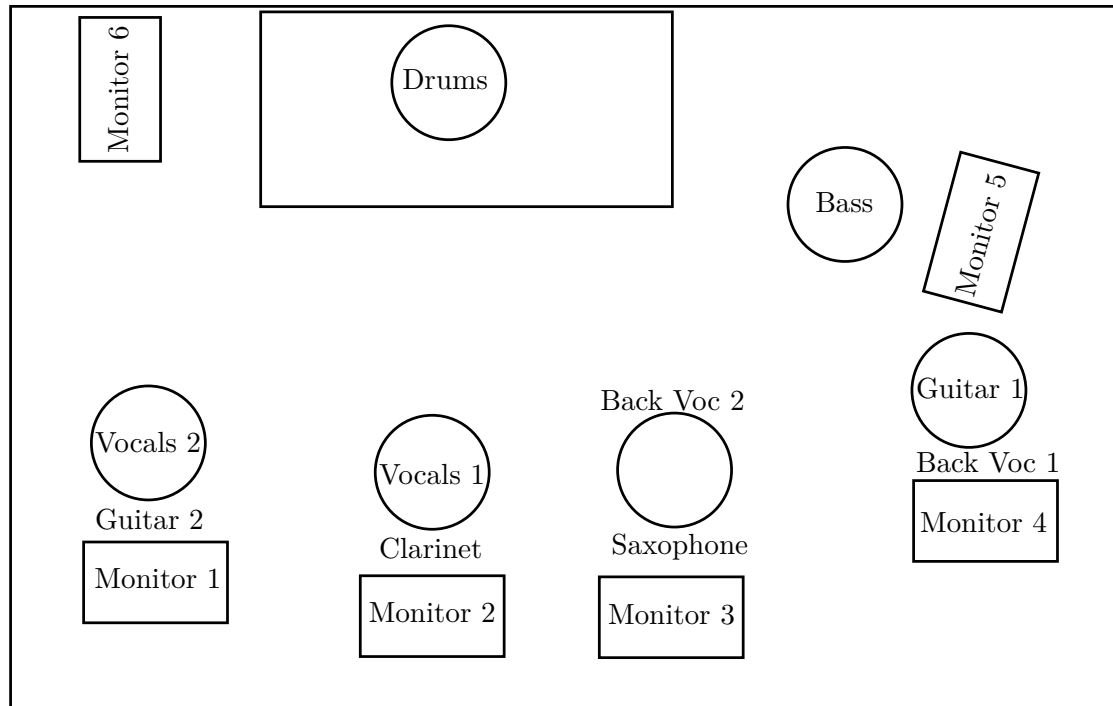 Monitor 6
Drums
Bass
Monitor 5
Vocals 2
Guitar 2
Monitor 1
Vocals 1
Clarinet
Monitor 2
Back Voc 2
Saxophone
Monitor 3
Guitar 1
Back Voc 1
Monitor 4